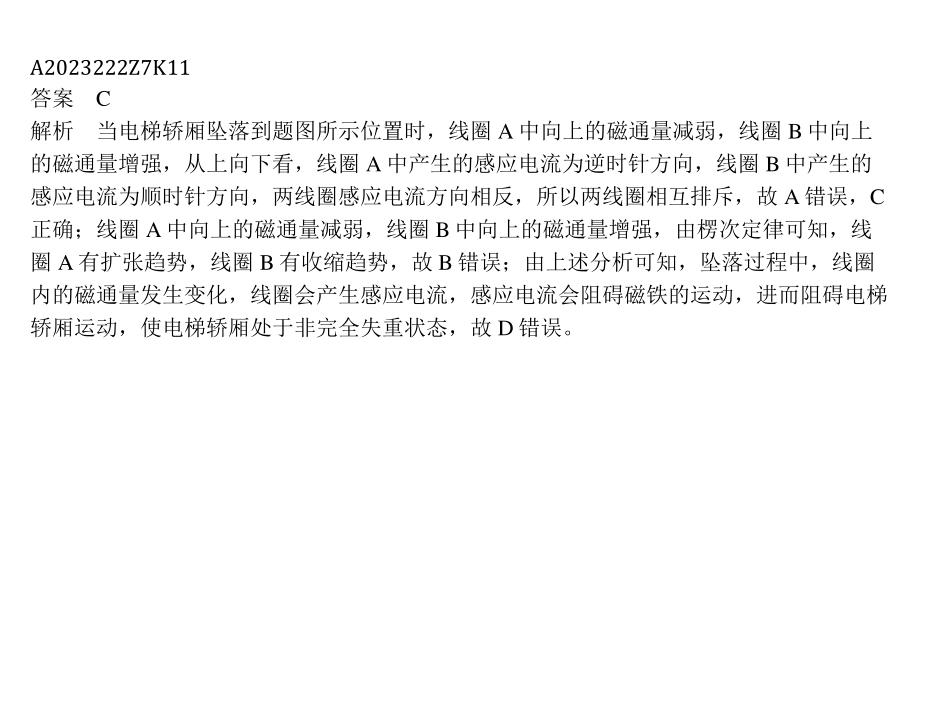 A2023222Z7K11
答案　C
解析　当电梯轿厢坠落到题图所示位置时，线圈 A 中向上的磁通量减弱，线圈 B 中向上
的磁通量增强，从上向下看，线圈 A 中产生的感应电流为逆时针方向，线圈 B 中产生的
感应电流为顺时针方向，两线圈感应电流方向相反，所以两线圈相互排斥，故 A 错误，C
正确；线圈 A 中向上的磁通量减弱，线圈 B 中向上的磁通量增强，由楞次定律可知，线
圈 A 有扩张趋势，线圈 B 有收缩趋势，故 B 错误；由上述分析可知，坠落过程中，线圈
内的磁通量发生变化，线圈会产生感应电流，感应电流会阻碍磁铁的运动，进而阻碍电梯
轿厢运动，使电梯轿厢处于非完全失重状态，故 D 错误。